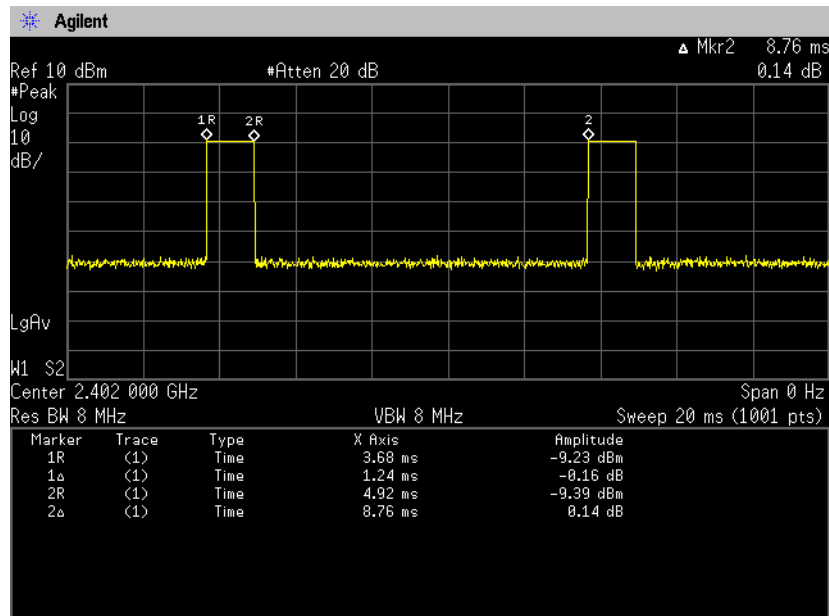 Agilent
Δ Mkr2 8.76 ms
Ref 10 dBm #Atten 20 dB 0.14 dB
#Peak
Log
10
dB/
1R 2R 2
LgAv
W1 S2
Center 2.402 000 GHz Span 0 Hz
Res BW 8 MHz VBW 8 MHz Sweep 20 ms (1001 pts)
Marker Trace Type X Axis Amplitude
1R (1) Time 3.68 ms -9.23 dBm
1Δ (1) Time 1.24 ms -0.16 dB
2R (1) Time 4.92 ms -9.39 dBm
2Δ (1) Time 8.76 ms 0.14 dB